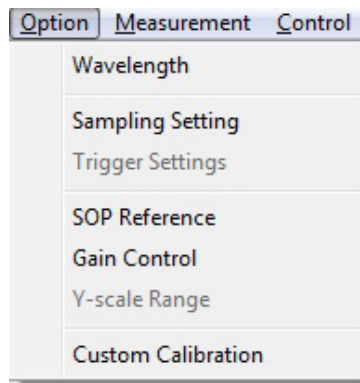 Option Measurement Control
Wavelength
Sampling Setting
Trigger Settings
SOP Reference
Gain Control
Y-scale Range
Custom Calibration